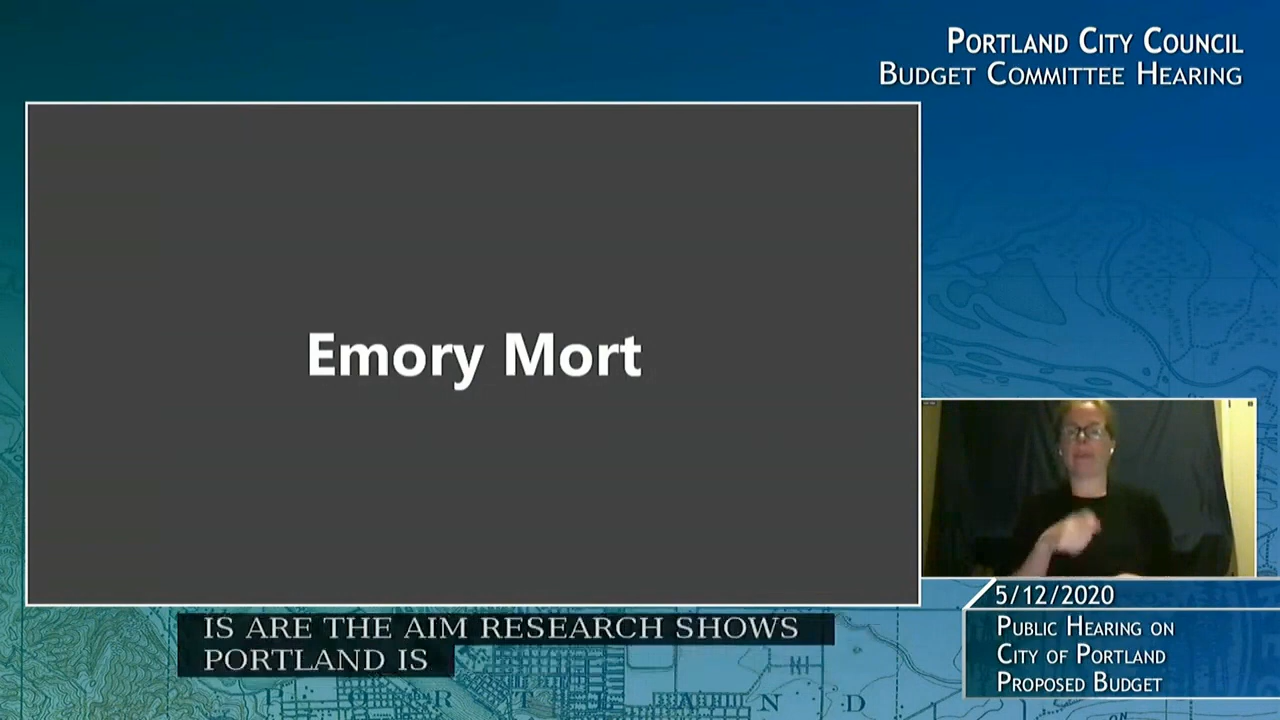 PORTLAND CITY COUNCIL
BUDGET COMMITTEE HEARING
Emory Mort
5/12/2020
PUBLIC HEARING ON
CITY OF PORTLAND
PROPOSED BUDGET
IS ARE THE AIM RESEARCH SHOWS
PORTLAND IS
P O R T L A N D